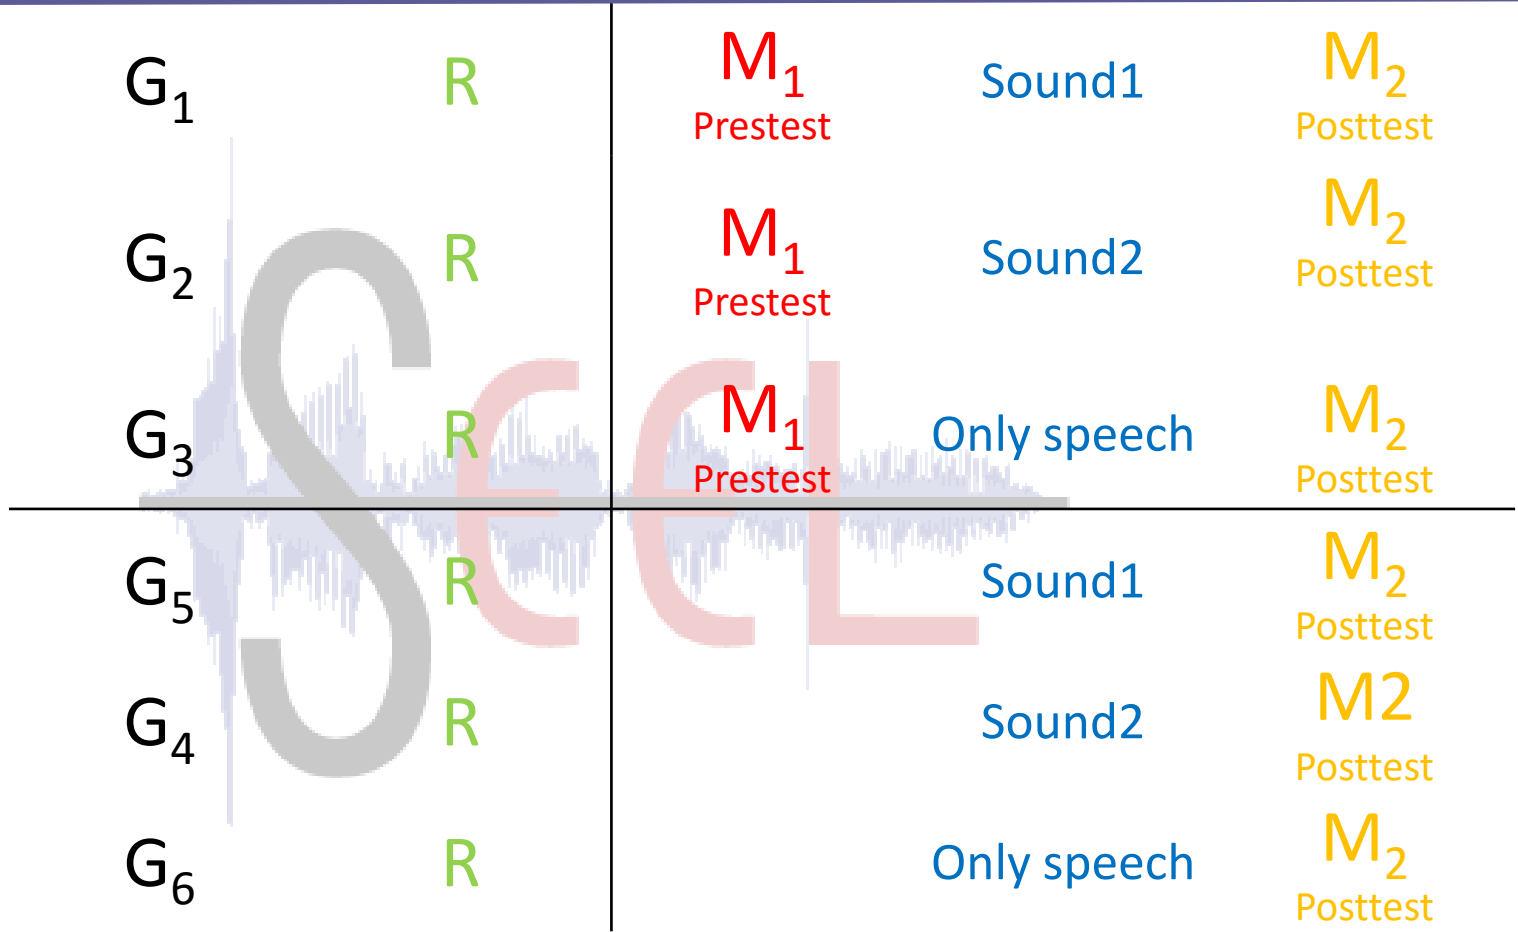 G1 R M1 Sound1 M2
Prestest Posttest
G2 R M1 Sound2 M2
Prestest Posttest
G3 R M1 Only speech M2
Prestest Posttest
G5 R Sound1 M2
Posttest
G4 R Sound2 M2
Posttest
G6 R Only speech M2
Posttest
SEEL